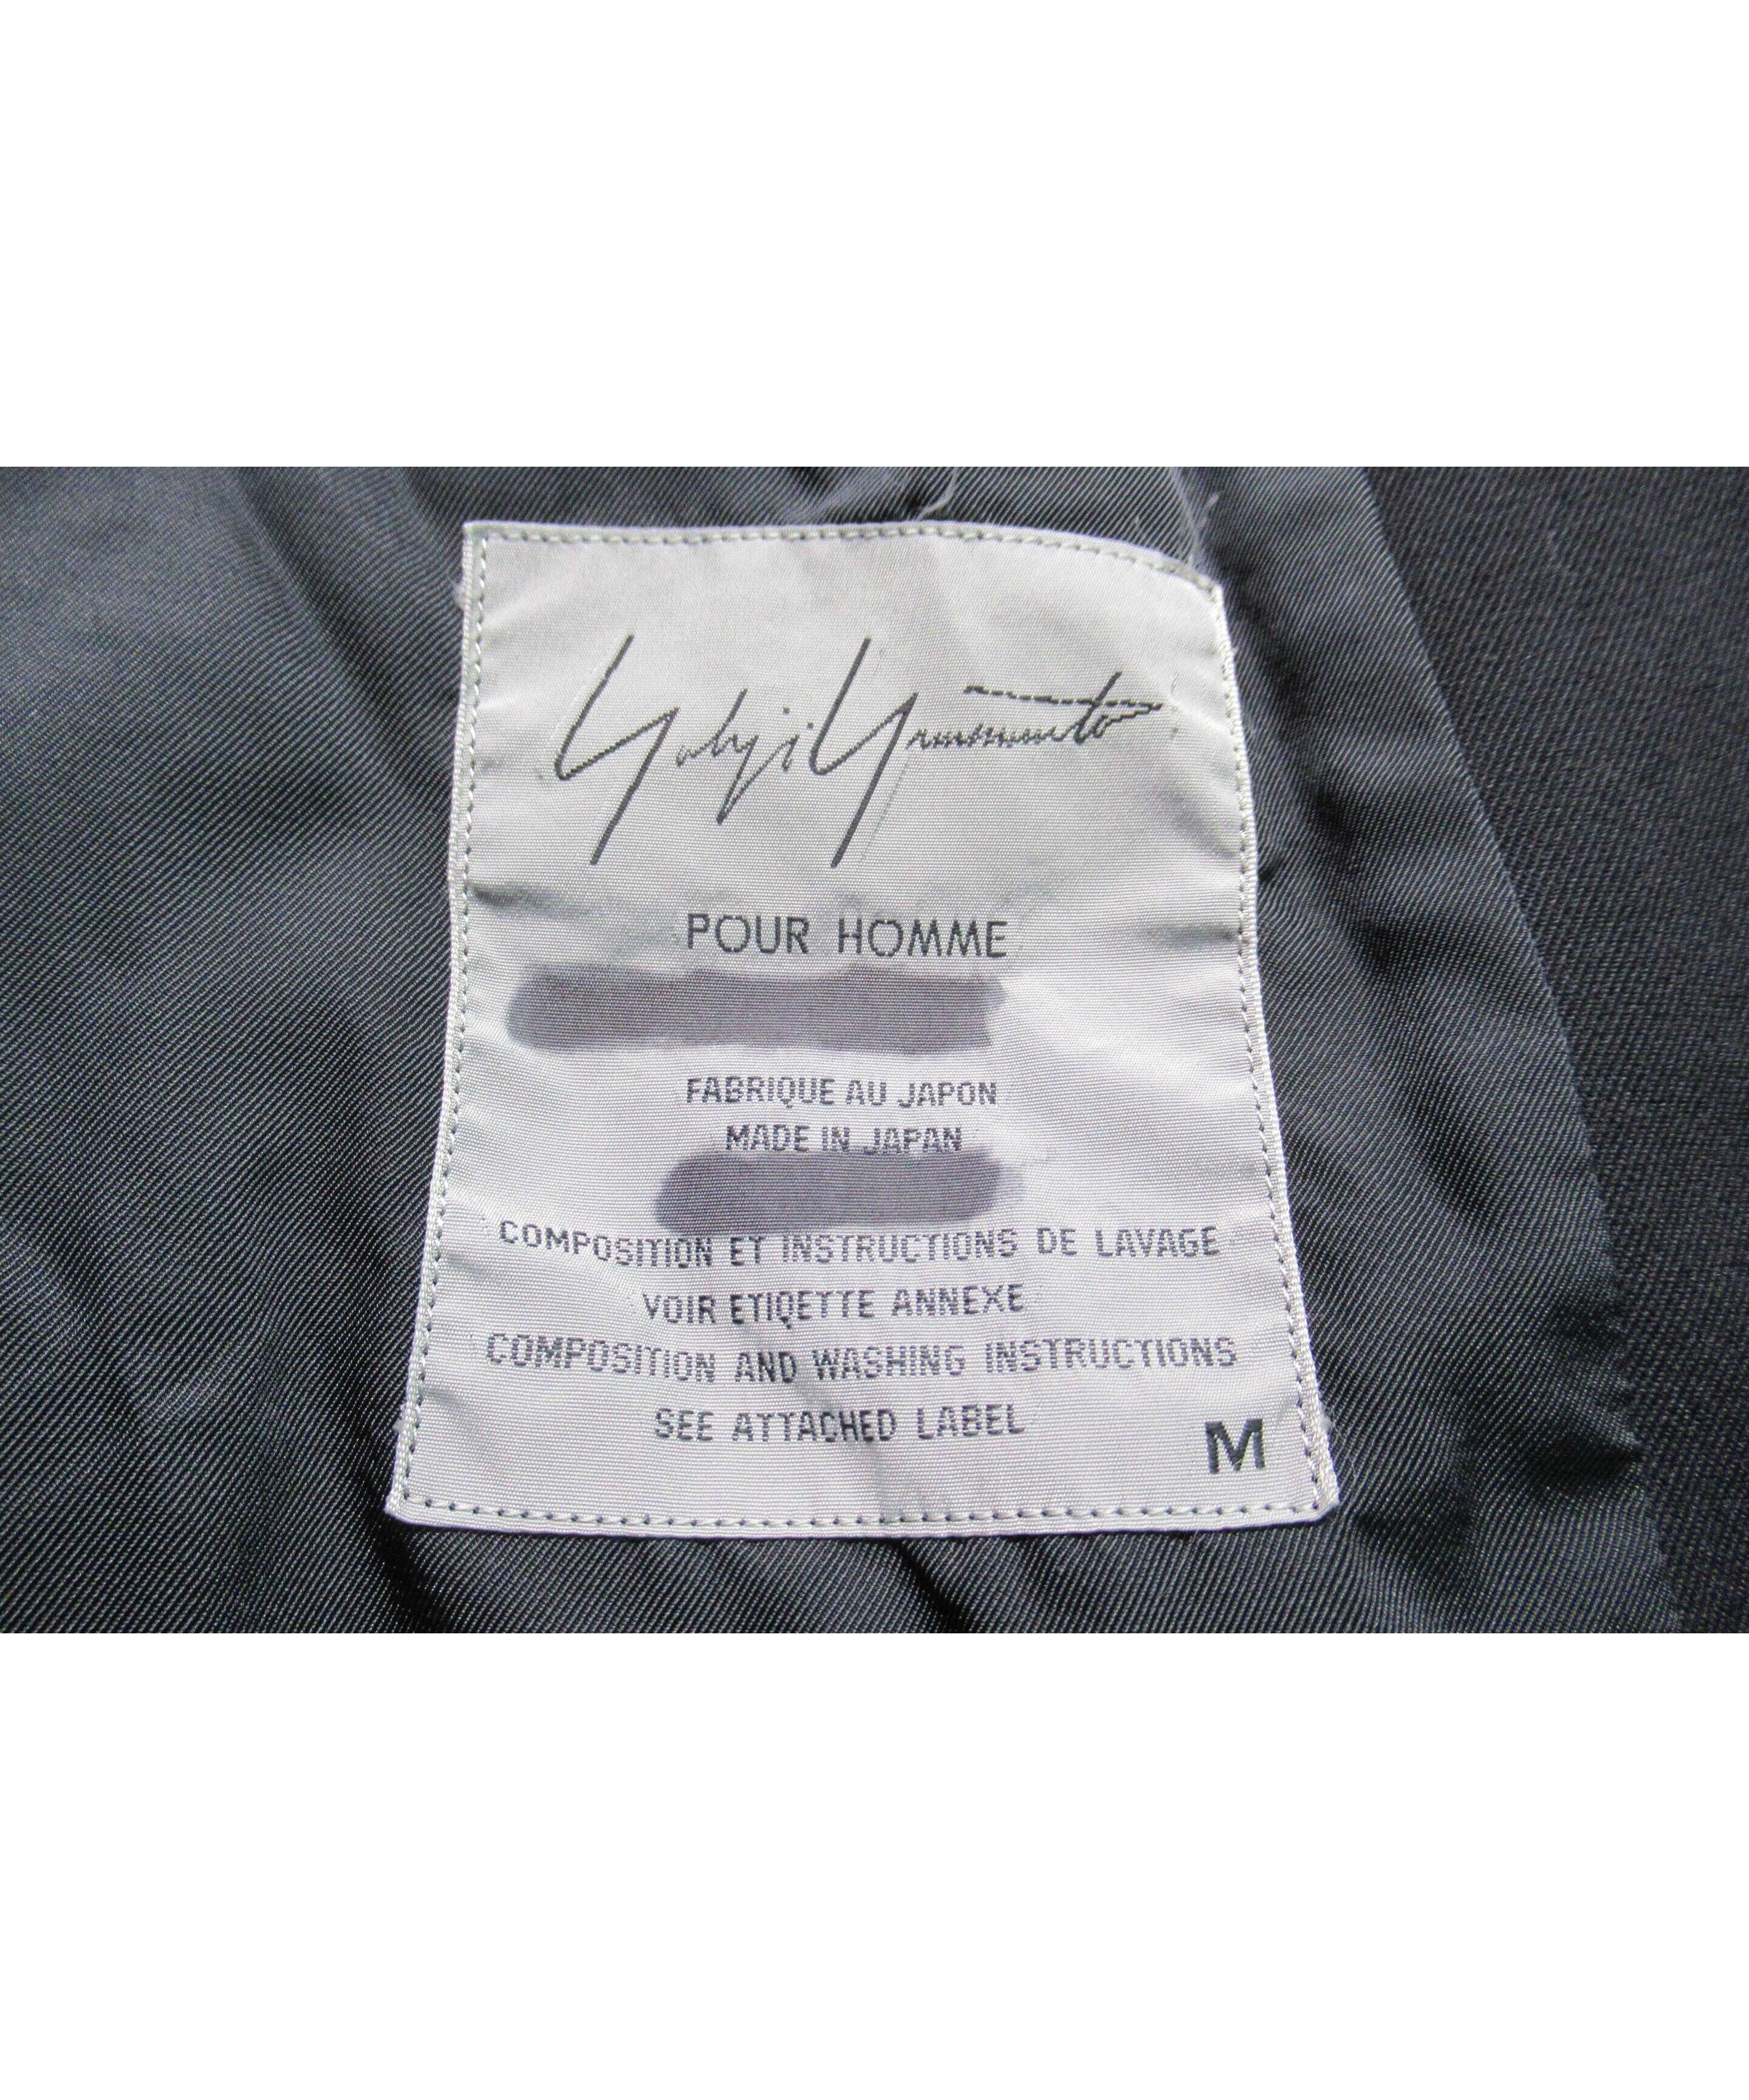 Yohji Yamamoto
POUR HOMME
FABRIQUE AU JAPON
MADE IN JAPAN
COMPOSITION ET INSTRUCTIONS DE LAVAGE
VOIR ETIQETTE ANNEXE
COMPOSITION AND WASHING INSTRUCTIONS
SEE ATTACHED LABEL
M